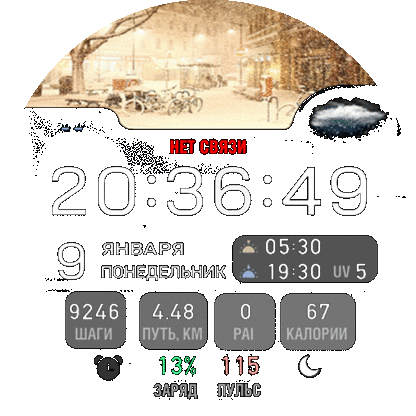 НЕТ СВЯЗИ
20:36:49
9 ЯНВАРЯ
ПОНЕДЕЛЬНИК
05:30
19:30 UV 5
9246 4.48 0 67
ШАГИ ПУТЬ, КМ PAI КАЛОРИИ
13% 115
ЗАРЯД ПУЛЬС